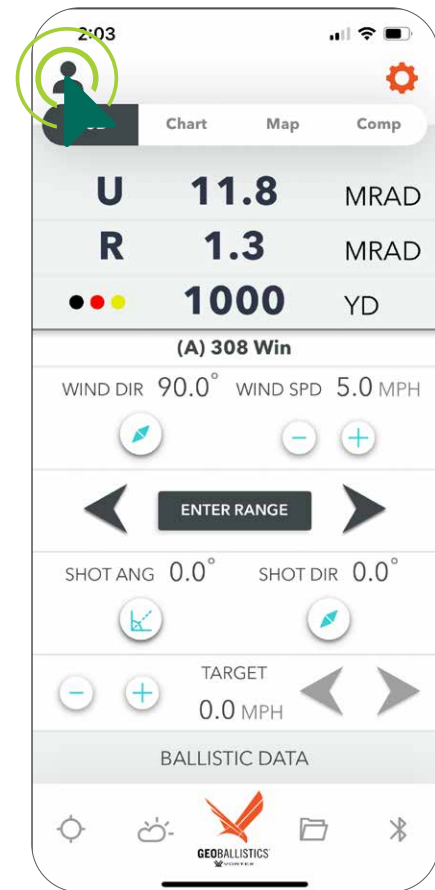 2:03
Chart Map Comp
U 11.8 MRAD
R 1.3 MRAD
1000 YD
(A) 308 Win
WIND DIR 90.0° WIND SPD 5.0 MPH
ENTER RANGE
SHOT ANG 0.0° SHOT DIR 0.0°
TARGET
0.0 MPH
BALLISTIC DATA
GEOBALLISTICS
VORTEX